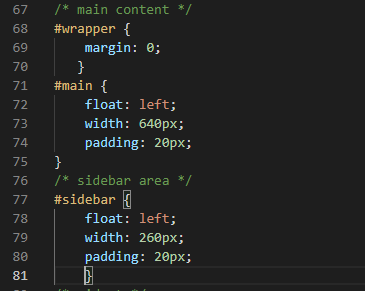 67 /* main content */
68 #wrapper {
69 margin: 0;
70 }
71 #main {
72 float: left;
73 width: 640px;
74 padding: 20px;
75 }
76 /* sidebar area */
77 #sidebar {
78 float: left;
79 width: 260px;
80 padding: 20px;
81 }